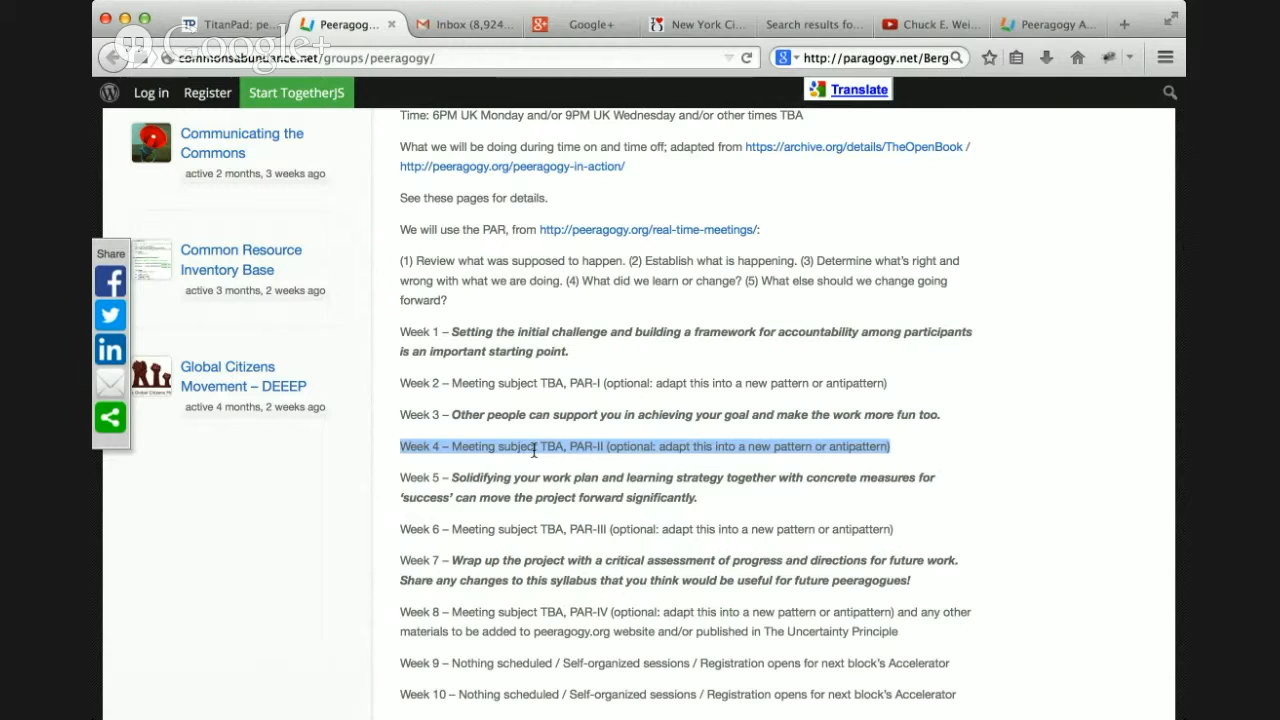 TitanPad: pe...
Peeragog...
Inbox (8,924...
Google+
New York Ci...
Search results fo...
Chuck E. Wei...
Peeragogy A...
Google+
commonsabundance.net/groups/peeragogy/
http://paragogy.net/Berg
Log in
Register
Start TogetherJS
Translate
Communicating the
Commons
active 2 months, 3 weeks ago
Common Resource
Inventory Base
active 3 months, 2 weeks ago
Global Citizens
Movement – DEEEP
active 4 months, 2 weeks ago
Share
Time: 6PM UK Monday and/or 9PM UK Wednesday and/or other times TBA
What we will be doing during time on and time off; adapted from https://archive.org/details/TheOpenBook /
http://peeragogy.org/peeragogy-in-action/
See these pages for details.
We will use the PAR, from http://peeragogy.org/real-time-meetings/:
(1) Review what was supposed to happen. (2) Establish what is happening. (3) Determine what's right and
wrong with what we are doing. (4) What did we learn or change? (5) What else should we change going
forward?
Week 1 – Setting the initial challenge and building a framework for accountability among participants
is an important starting point.
Week 2 – Meeting subject TBA, PAR-I (optional: adapt this into a new pattern or antipattern)
Week 3 – Other people can support you in achieving your goal and make the work more fun too.
Week 4 – Meeting subject TBA, PAR-II (optional: adapt this into a new pattern or antipattern)
Week 5 – Solidifying your work plan and learning strategy together with concrete measures for
‘success’ can move the project forward significantly.
Week 6 – Meeting subject TBA, PAR-III (optional: adapt this into a new pattern or antipattern)
Week 7 – Wrap up the project with a critical assessment of progress and directions for future work.
Share any changes to this syllabus that you think would be useful for future peeragogues!
Week 8 – Meeting subject TBA, PAR-IV (optional: adapt this into a new pattern or antipattern) and any other
materials to be added to peeragogy.org website and/or published in The Uncertainty Principle
Week 9 – Nothing scheduled / Self-organized sessions / Registration opens for next block's Accelerator
Week 10 – Nothing scheduled / Self-organized sessions / Registration opens for next block's Accelerator